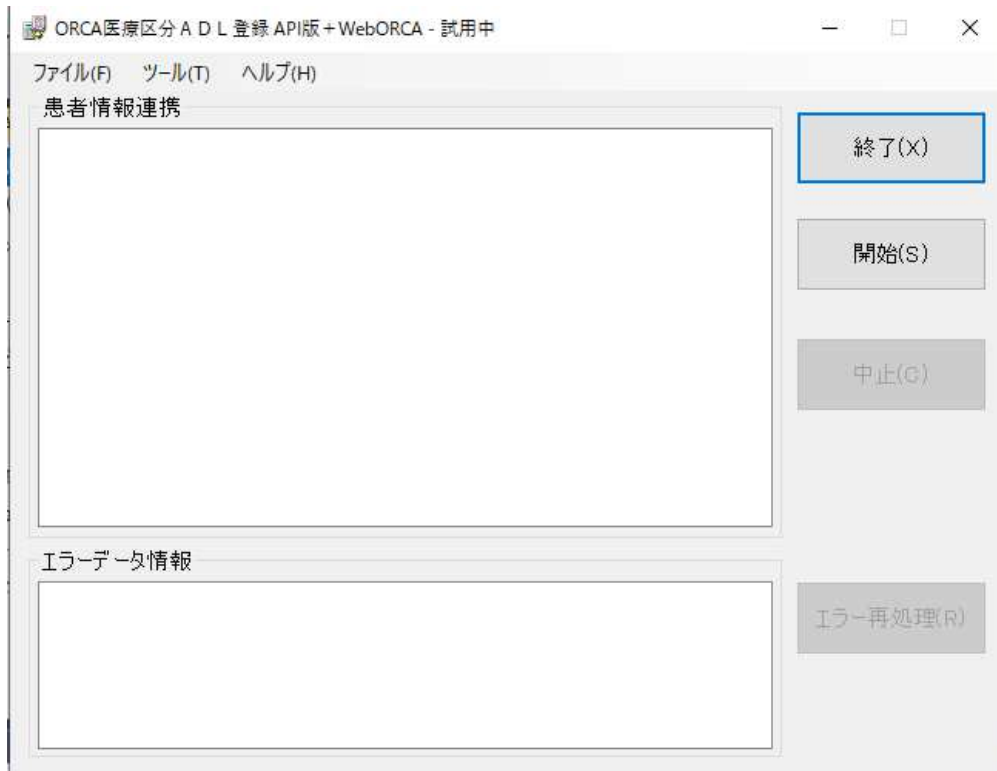 ORCA医療区分ＡＤＬ登録 API版＋WebORCA - 試用中
ファイル(F) ツール(T) ヘルプ(H)
患者情報連携
終了(X)
開始(S)
中止(C)
エラーデータ情報
エラー再処理(R)